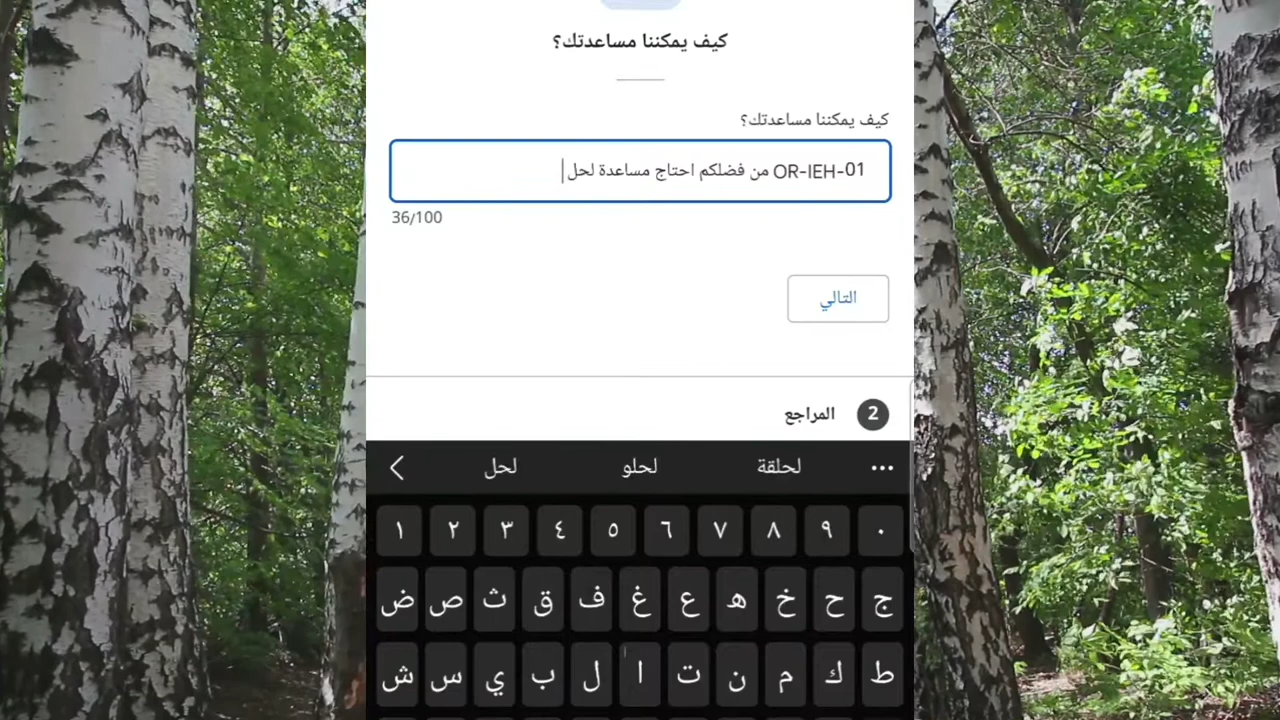 كيف يمكننا مساعدتك؟
كيف يمكننا مساعدتك؟
OR-IEH-01 من فضلكم احتاج مساعدة لحل
36/100
التالي
2 المراجع
... لحلقة لحلو لحل
١ ٢ ٣ ٤ ٥ ٦ ٧ ٨ ٩ ٠
ض ص ث ق ف غ ع ه خ ح ج
ش س ي ب ل ا ت ن م ك ط